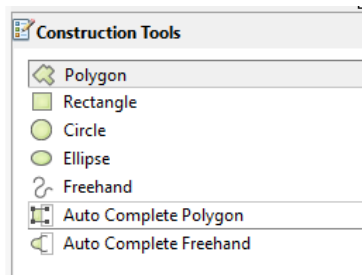 Construction Tools
Polygon
Rectangle
Circle
Ellipse
Freehand
Auto Complete Polygon
Auto Complete Freehand